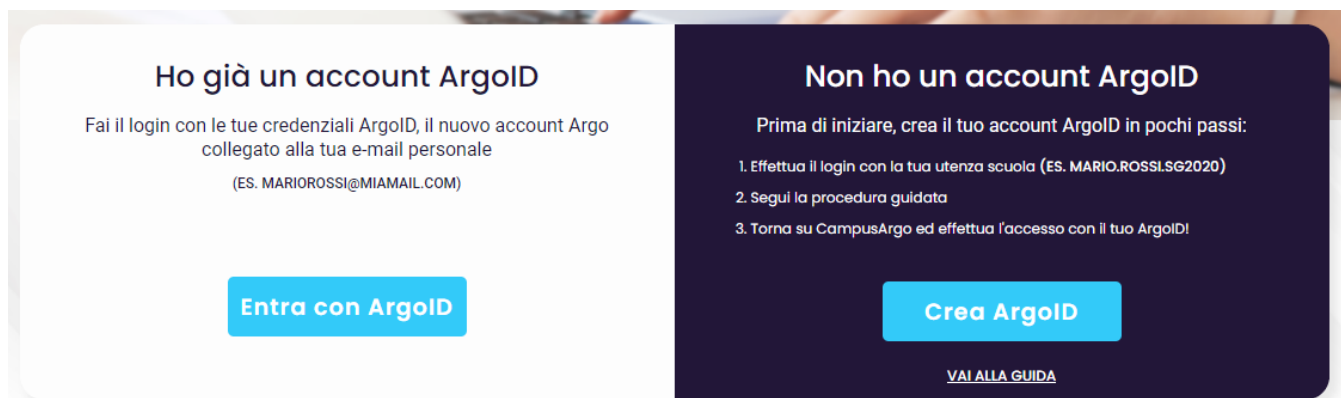 Ho già un account ArgoID
Fai il login con le tue credenziali ArgoID, il nuovo account Argo
collegato alla tua e-mail personale
(ES. MARIOROSSI@MIAMAIL.COM)
Entra con ArgoID
Non ho un account ArgoID
Prima di iniziare, crea il tuo account ArgoID in pochi passi:
1. Effettua il login con la tua utenza scuola (ES. MARIO.ROSSI.SG2020)
2. Segui la procedura guidata
3. Torna su CampusArgo ed effettua l'accesso con il tuo ArgoID!
Crea ArgoID
VAI ALLA GUIDA